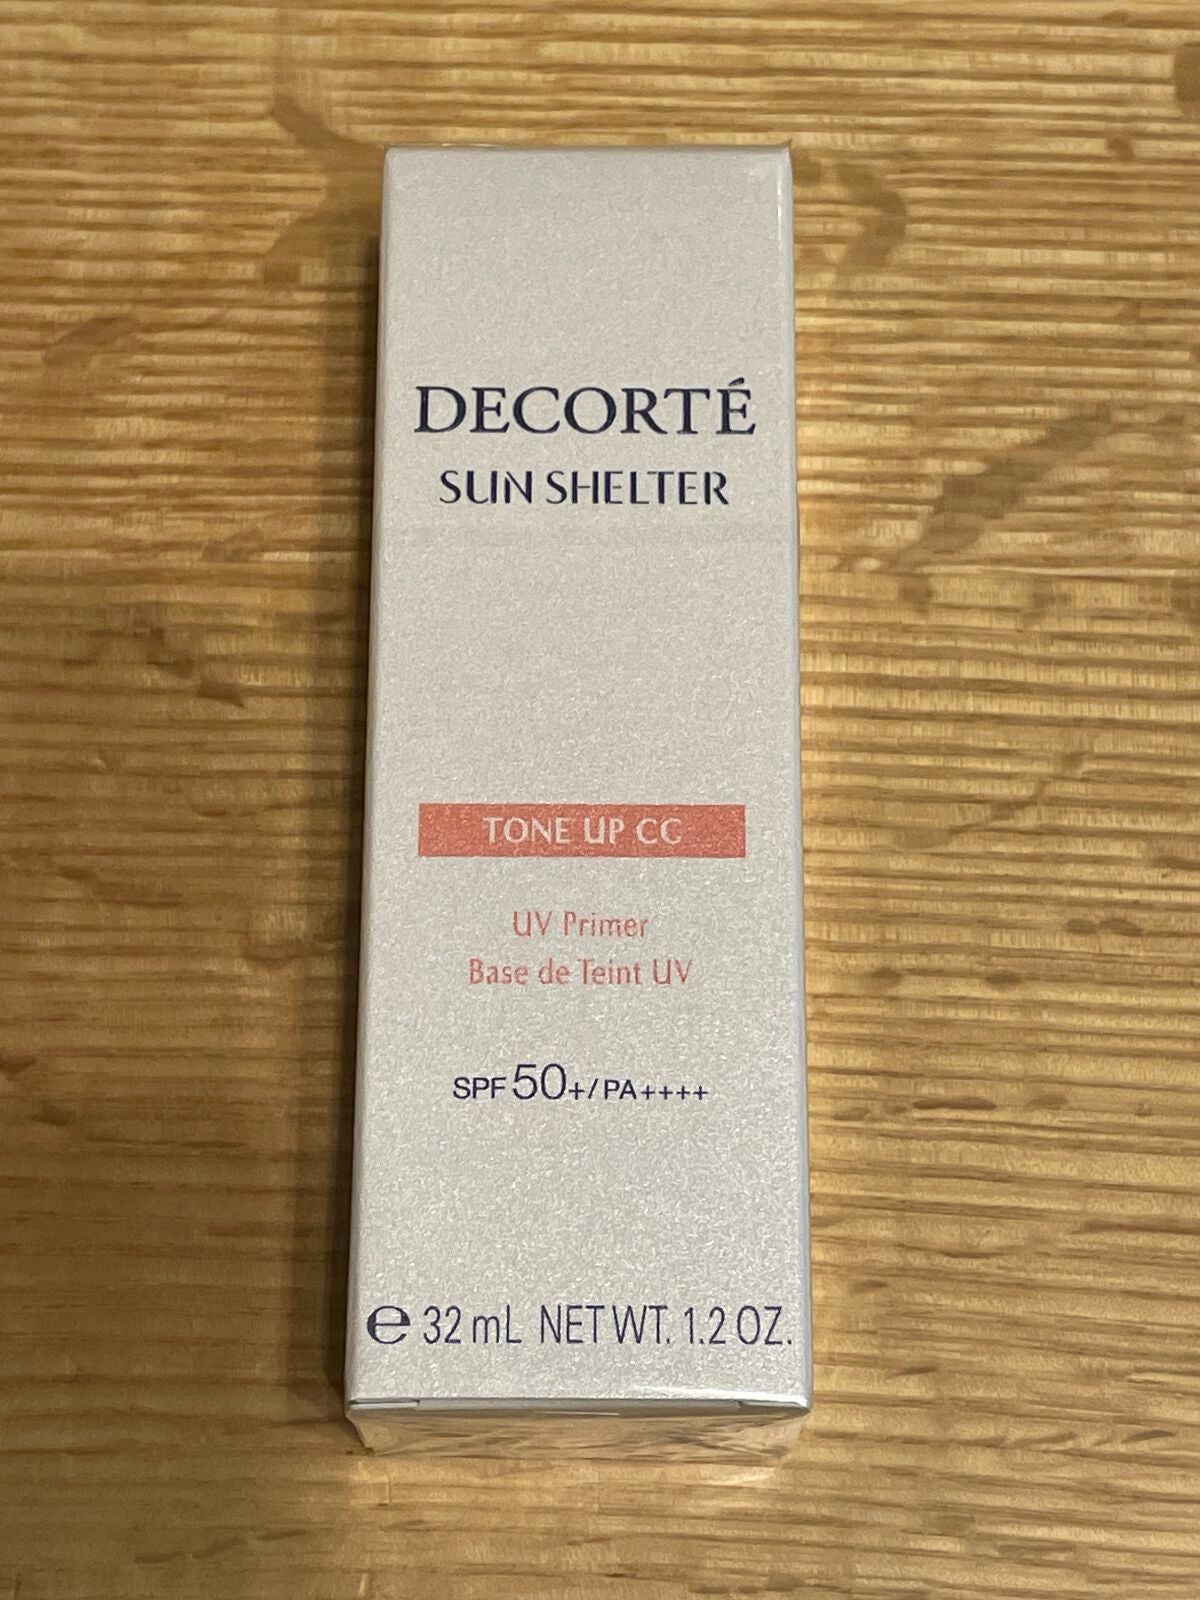 DECORTÉ
SUN SHELTER
TONE UP CC
UV Primer
Base de Teint UV
SPF 50+/PA++++
℮ 32 mL NET WT. 1.2 OZ.